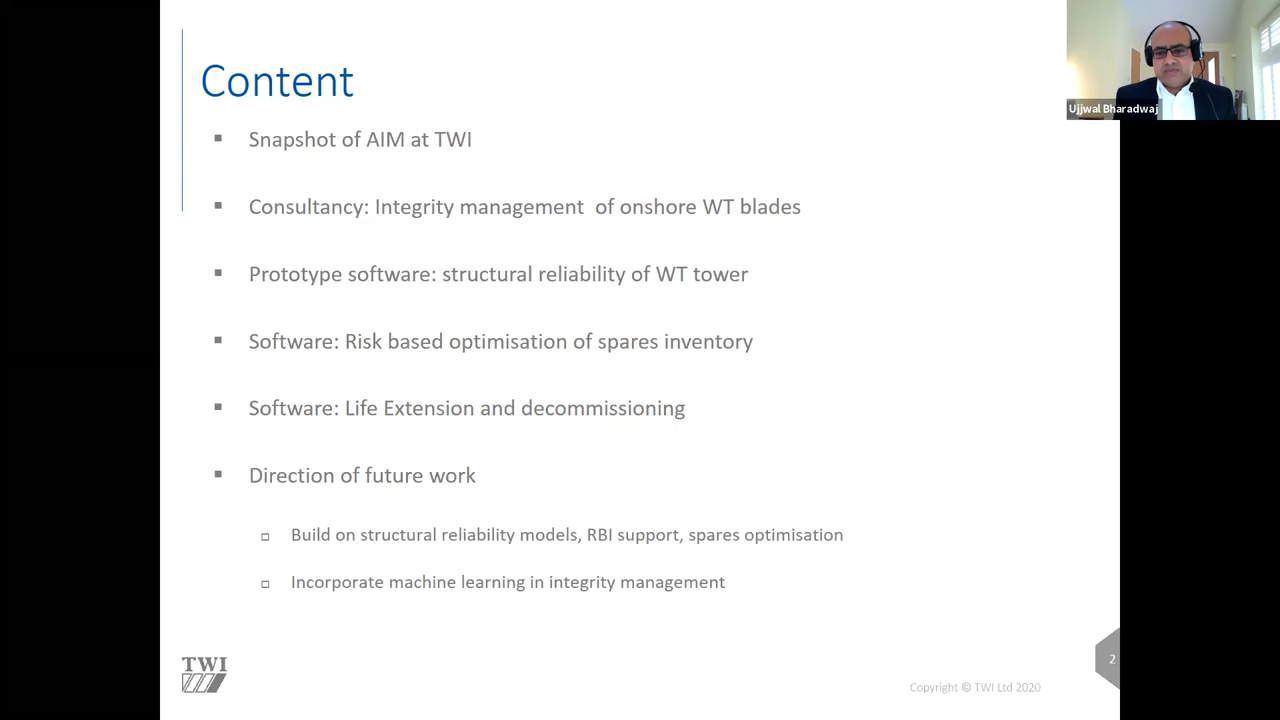 Content
Snapshot of AIM at TWI
Consultancy: Integrity management of onshore WT blades
Prototype software: structural reliability of WT tower
Software: Risk based optimisation of spares inventory
Software: Life Extension and decommissioning
Direction of future work
Build on structural reliability models, RBI support, spares optimisation
Incorporate machine learning in integrity management
Ujjwal Bharadwaj
TWI
Copyright © TWI Ltd 2020
2